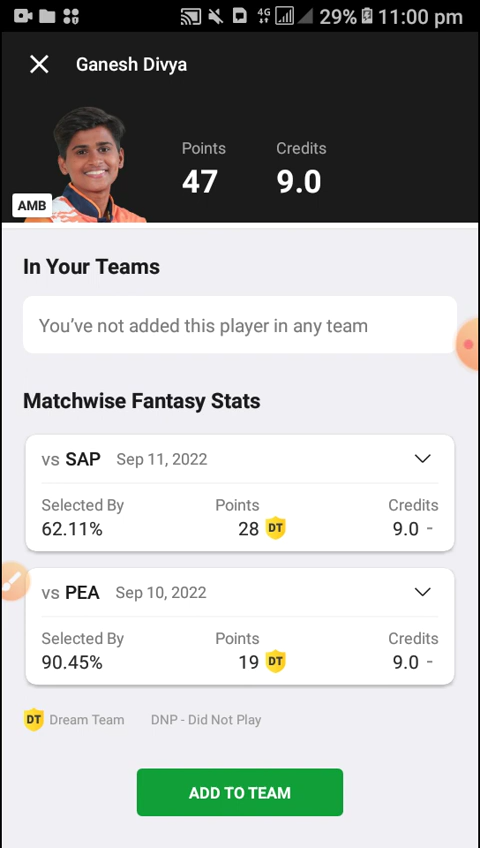 4G 29% 11:00 pm
Ganesh Divya
Points Credits
47 9.0
AMB
In Your Teams
You've not added this player in any team
Matchwise Fantasy Stats
vs SAP Sep 11, 2022
Selected By Points Credits
62.11% 28 DT 9.0 -
vs PEA Sep 10, 2022
Selected By Points Credits
90.45% 19 DT 9.0 -
DT Dream Team DNP - Did Not Play
ADD TO TEAM